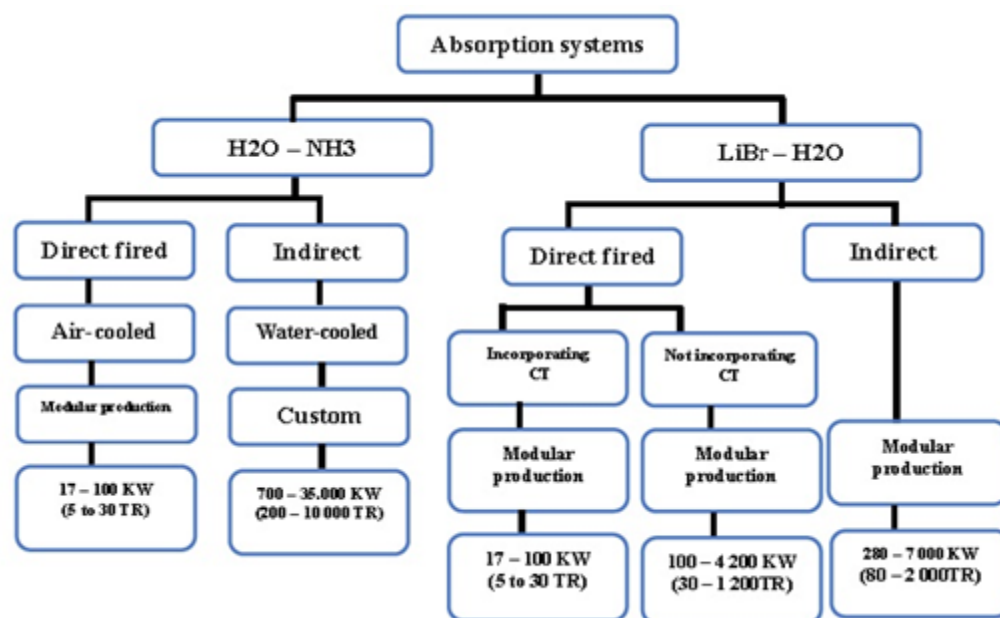 Absorption systems
H2O – NH3
LiBr – H2O
Direct fired
Indirect
Direct fired
Indirect
Air-cooled
Water-cooled
Incorporating
CT
Not incorporating
CT
Modular production
Custom
Modular
production
Modular
production
Modular
production
17 – 100 KW
(5 to 30 TR)
700 – 35.000 KW
(200 – 10 000 TR)
17 – 100 KW
(5 to 30 TR)
100 – 4 200 KW
(30 – 1 200TR)
280 – 7 000 KW
(80 – 2 000TR)